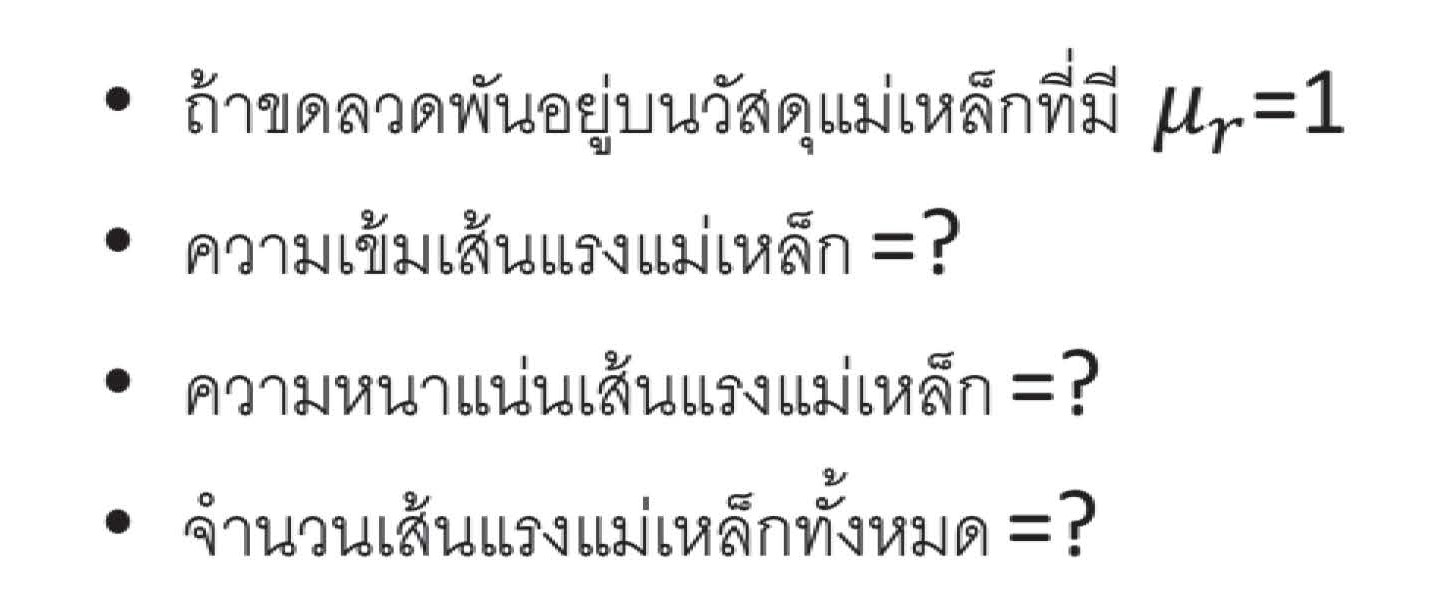 • ถ้าขดลวดพันอยู่บนวัสดุแม่เหล็กที่มี μᵣ=1
• ความเข้มเส้นแรงแม่เหล็ก =?
• ความหนาแน่นเส้นแรงแม่เหล็ก =?
• จำนวนเส้นแรงแม่เหล็กทั้งหมด =?